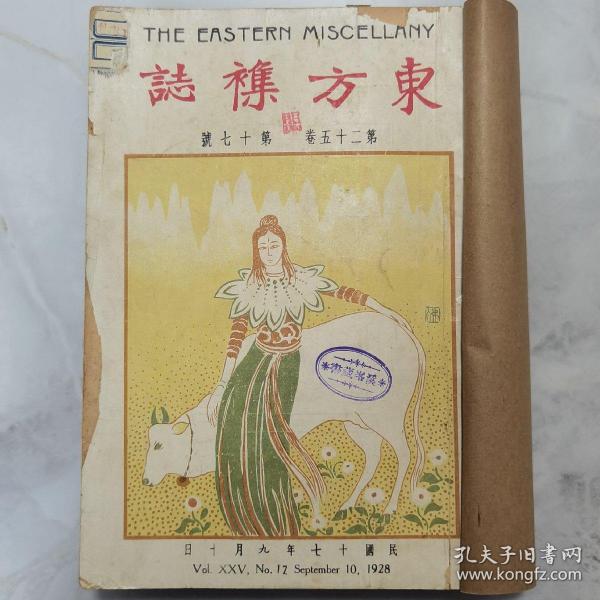 THE EASTERN MISCELLANY
東方雜誌
第二十五卷 第十七號
民國十七年九月十日
Vol. XXV, No. 17 September 10, 1928
孔夫子旧书网
www.kongfz.com